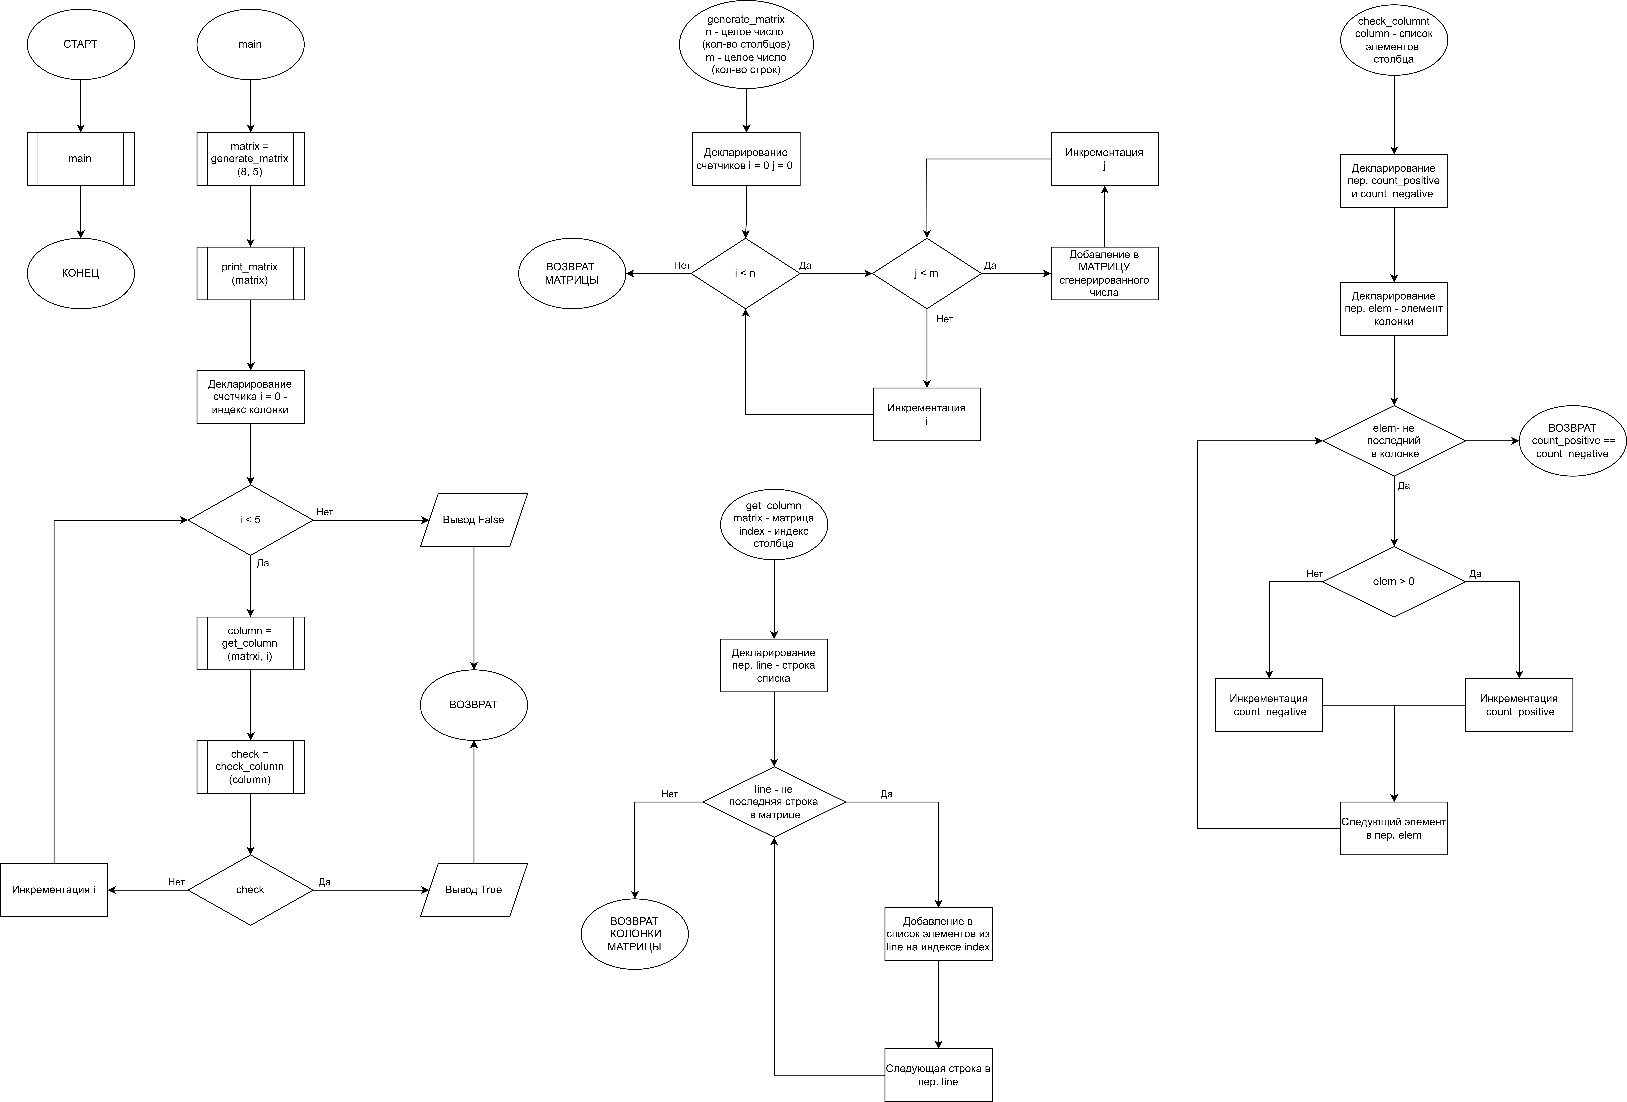 СТАРТ
main
КОНЕЦ
main
matrix =
generate_matrix
(8, 5)
print_matrix
(matrix)
Декларирование
счетчика i = 0 -
индекс колонки
i < 5
Нет
Да
Вывод False
column =
get_column
(matrxi, i)
ВОЗВРАТ
check =
check_column
(column)
check
Нет
Да
Инкрементация i
Вывод True
generate_matrix
n - целое число
(кол-во столбцов)
m - целое число
(кол-во строк)
Декларирование
счетчиков i = 0 j = 0
i < n
Нет
Да
ВОЗВРАТ
МАТРИЦЫ
j < m
Да
Нет
Добавление в
МАТРИЦУ
сгенерированного
числа
Инкрементация
j
Инкрементация
i
get_column
matrix - матрица
index - индекс
столбца
Декларирование
пер. line - строка
списка
line - не
последняя строка
в матрице
Нет
Да
ВОЗВРАТ
КОЛОНКИ
МАТРИЦЫ
Добавление в
список элементов из
line на индексе index
Следующая строка в
пер. line
check_columnt
column - список
элементов
столбца
Декларирование
пер. count_positive
и count_negative
Декларирование
пер. elem - элемент
колонки
elem- не
последний
в колонке
Да
ВОЗВРАТ
count_positive ==
count_negative
elem > 0
Нет
Да
Инкрементация
count_negative
Инкрементация
count_positive
Следующий элемент
в пер. elem